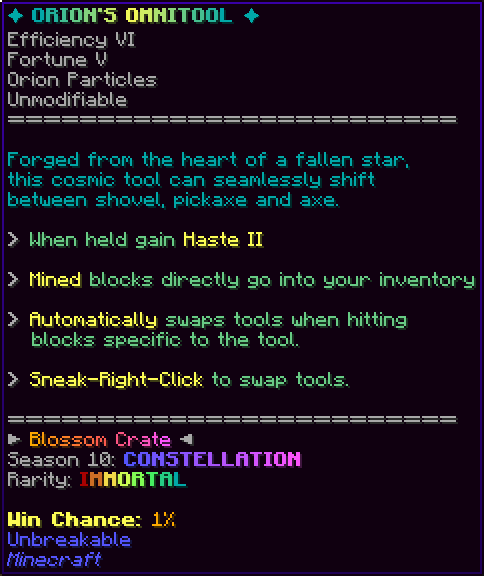 ✦ ORION'S OMNITOOL ✦
Efficiency VI
Fortune V
Orion Particles
Unmodifiable
==============================
Forged from the heart of a fallen star,
this cosmic tool can seamlessly shift
between shovel, pickaxe and axe.
> When held gain Haste II
> Mined blocks directly go into your inventory
> Automatically swaps tools when hitting
blocks specific to the tool.
> Sneak-Right-Click to swap tools.
==============================
► Blossom Crate ◄
Season 10: CONSTELLATION
Rarity: IMMORTAL
Win Chance: 1%
Unbreakable
Minecraft